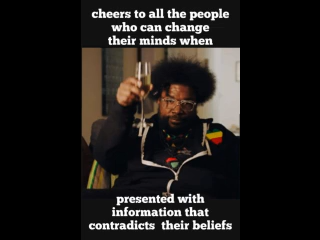 cheers to all the people
who can change
their minds when
presented with
information that
contradicts their beliefs